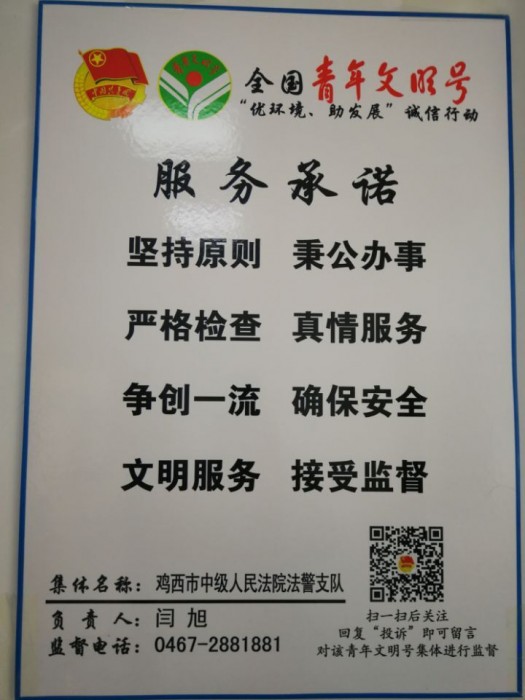 全国青年文明号
“优环境、助发展”诚信行动
服务承诺
坚持原则 秉公办事
严格检查 真情服务
争创一流 确保安全
文明服务 接受监督
集体名称：鸡西市中级人民法院法警支队
负责人：闫旭
监督电话：0467-2881881
扫一扫后关注
回复“投诉”即可留言
对该青年文明号集体进行监督